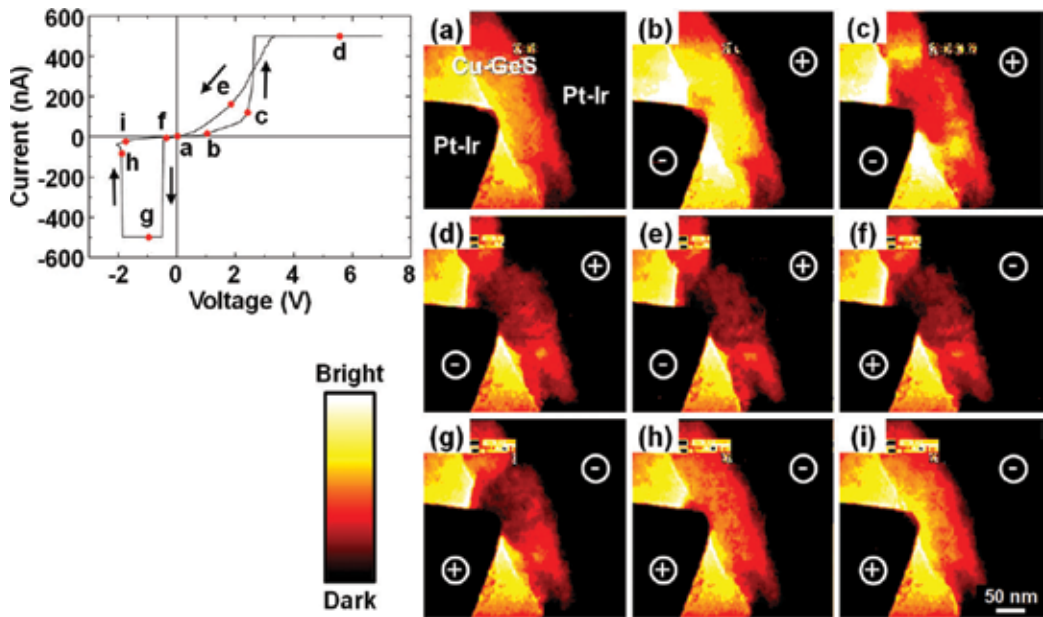 600
400
200
0
-200
-400
-600
Current (nA)
-2
0
2
4
6
8
Voltage (V)
a
b
c
d
e
f
g
h
i
Bright
Dark
(a)
Cu-GeS
Pt-Ir
Pt-Ir
(b)
+
-
(c)
+
-
(d)
+
-
(e)
+
-
(f)
-
+
(g)
-
+
(h)
-
+
(i)
-
+
50 nm